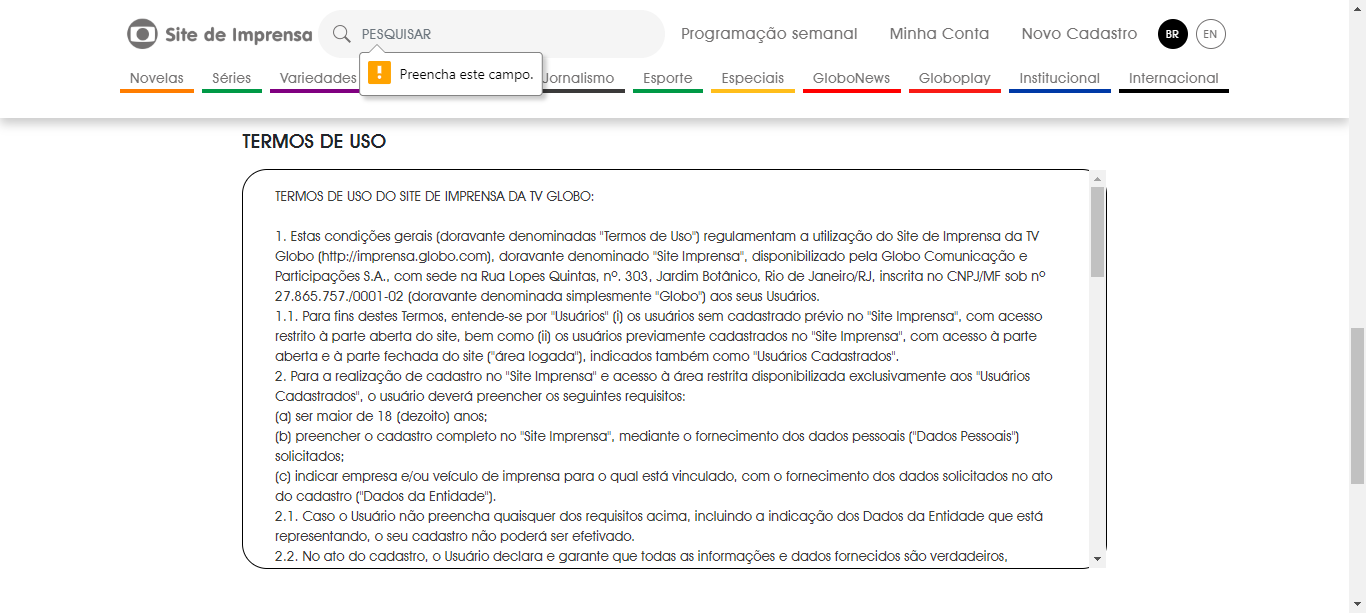 Site de Imprensa
PESQUISAR
Programação semanal
Minha Conta
Novo Cadastro
BR
EN
Preencha este campo.
Novelas
Séries
Variedades
Jornalismo
Esporte
Especiais
GloboNews
Globoplay
Institucional
Internacional
TERMOS DE USO
TERMOS DE USO DO SITE DE IMPRENSA DA TV GLOBO:
1. Estas condições gerais (doravante denominadas "Termos de Uso") regulamentam a utilização do Site de Imprensa da TV
Globo (http://imprensa.globo.com), doravante denominado "Site Imprensa", disponibilizado pela Globo Comunicação e
Participações S.A., com sede na Rua Lopes Quintas, nº. 303, Jardim Botânico, Rio de Janeiro/RJ, inscrita no CNPJ/MF sob nº
27.865.757./0001-02 (doravante denominada simplesmente "Globo") aos seus Usuários.
1.1. Para fins destes Termos, entende-se por "Usuários" (i) os usuários sem cadastrado prévio no "Site Imprensa", com acesso
restrito à parte aberta do site, bem como (ii) os usuários previamente cadastrados no "Site Imprensa", com acesso à parte
aberta e à parte fechada do site ("área logada"), indicados também como "Usuários Cadastrados".
2. Para a realização de cadastro no "Site Imprensa" e acesso à área restrita disponibilizada exclusivamente aos "Usuários
Cadastrados", o usuário deverá preencher os seguintes requisitos:
(a) ser maior de 18 (dezoito) anos;
(b) preencher o cadastro completo no "Site Imprensa", mediante o fornecimento dos dados pessoais ("Dados Pessoais")
solicitados;
(c) indicar empresa e/ou veículo de imprensa para o qual está vinculado, com o fornecimento dos dados solicitados no ato
do cadastro ("Dados da Entidade").
2.1. Caso o Usuário não preencha quaisquer dos requisitos acima, incluindo a indicação dos Dados da Entidade que está
representando, o seu cadastro não poderá ser efetivado.
2.2. No ato do cadastro, o Usuário declara e garante que todas as informações e dados fornecidos são verdadeiros,